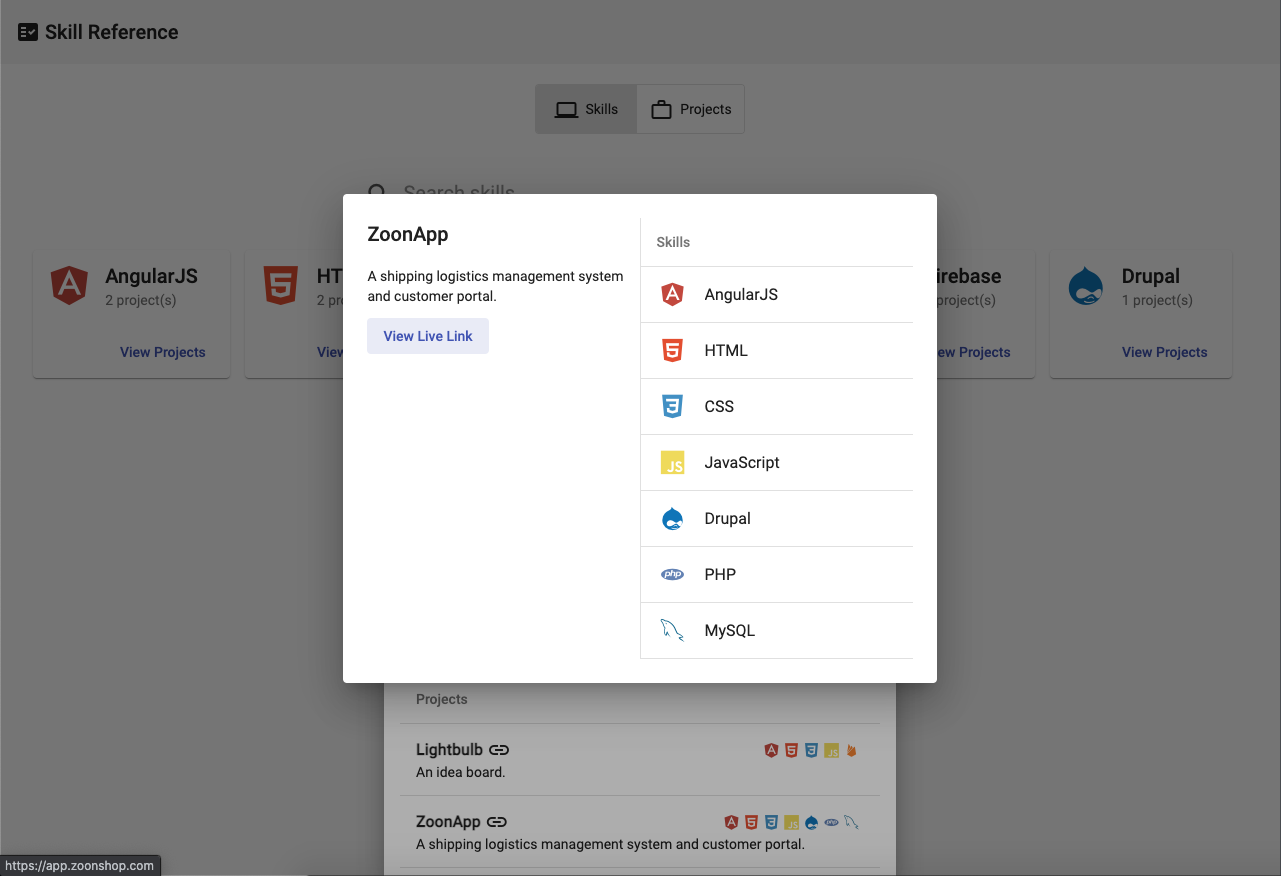 Skill Reference
Skills
Projects
Search skills
ZoonApp
A shipping logistics management system
and customer portal.
View Live Link
Skills
AngularJS
HTML
CSS
JavaScript
Drupal
PHP
MySQL
AngularJS
2 project(s)
View Projects
HT
2 pro
View
irebase
project(s)
ew Projects
Drupal
1 project(s)
View Projects
Projects
Lightbulb
An idea board.
ZoonApp
A shipping logistics management system and customer portal.
https://app.zoonshop.com